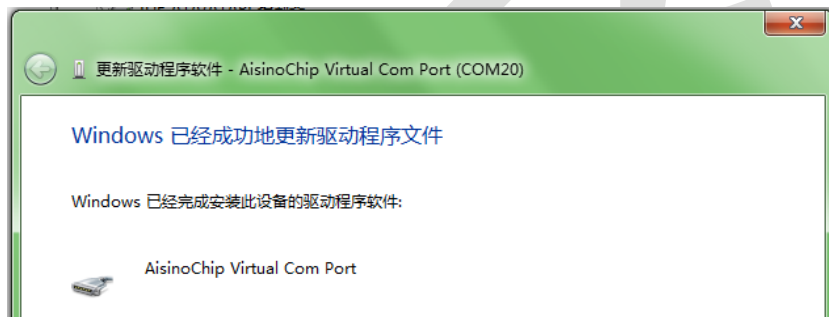 更新驱动程序软件 - AisinoChip Virtual Com Port (COM20)
Windows 已经成功地更新驱动程序文件
Windows 已经完成安装此设备的驱动程序软件:
AisinoChip Virtual Com Port